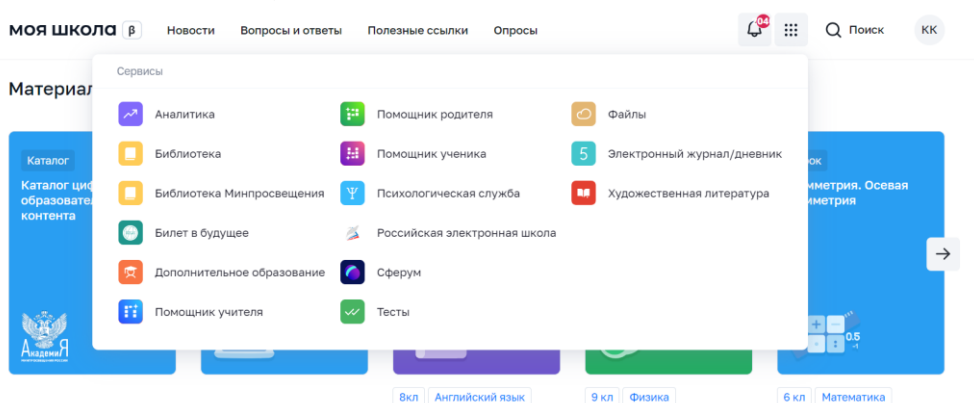 МОЯ ШКОЛА β Новости Вопросы и ответы Полезные ссылки Опросы 04 Поиск КК
Материал
Сервисы
Аналитика Помощник родителя Файлы
Библиотека Помощник ученика 5 Электронный журнал/дневник
Библиотека Минпросвещения Психологическая служба Художественная литература
Билет в будущее Российская электронная школа
Дополнительное образование Сферум
Помощник учителя Тесты
Каталог
Каталог циф
образовате
контента
ок
мметрия. Осевая
мметрия
АкадемиЯ
0.5
-1
8кл Английский язык 9 кл Физика 6 кл Математика